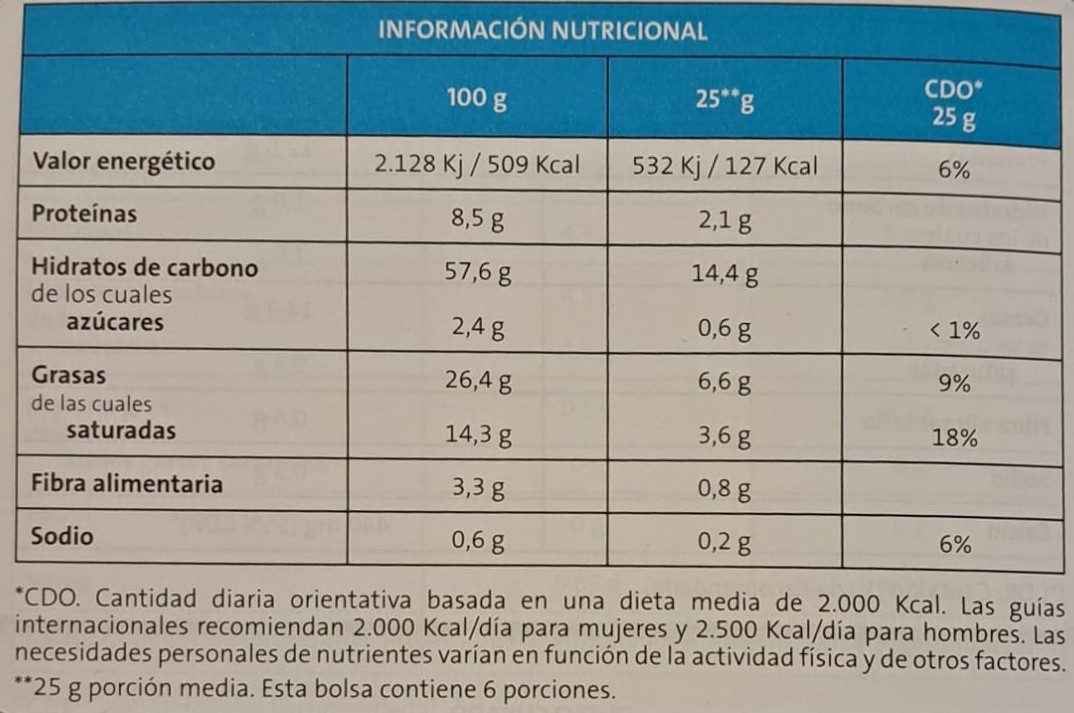 INFORMACIÓN NUTRICIONAL
100 g 25**g CDO*
25 g
Valor energético 2.128 Kj / 509 Kcal 532 Kj / 127 Kcal 6%
Proteínas 8,5 g 2,1 g
Hidratos de carbono 57,6 g 14,4 g
de los cuales
azúcares 2,4 g 0,6 g < 1%
Grasas 26,4 g 6,6 g 9%
de las cuales
saturadas 14,3 g 3,6 g 18%
Fibra alimentaria 3,3 g 0,8 g
Sodio 0,6 g 0,2 g 6%
*CDO. Cantidad diaria orientativa basada en una dieta media de 2.000 Kcal. Las guías
internacionales recomiendan 2.000 Kcal/día para mujeres y 2.500 Kcal/día para hombres. Las
necesidades personales de nutrientes varían en función de la actividad física y de otros factores.
**25 g porción media. Esta bolsa contiene 6 porciones.